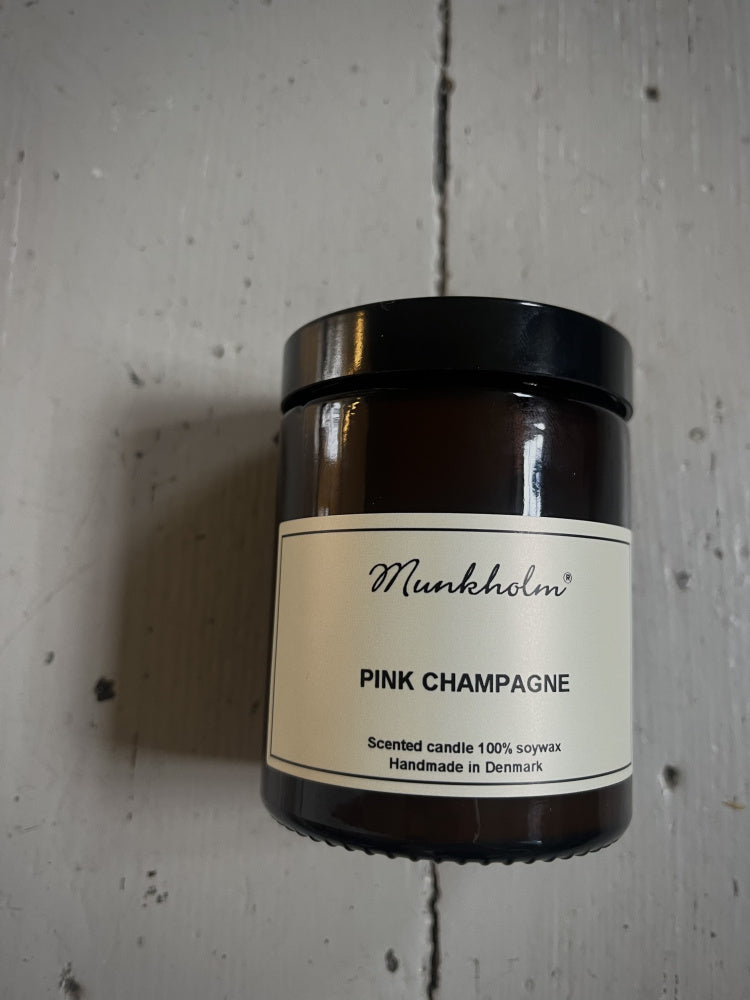 Munkholm®
PINK CHAMPAGNE
Scented candle 100% soywax
Handmade in Denmark